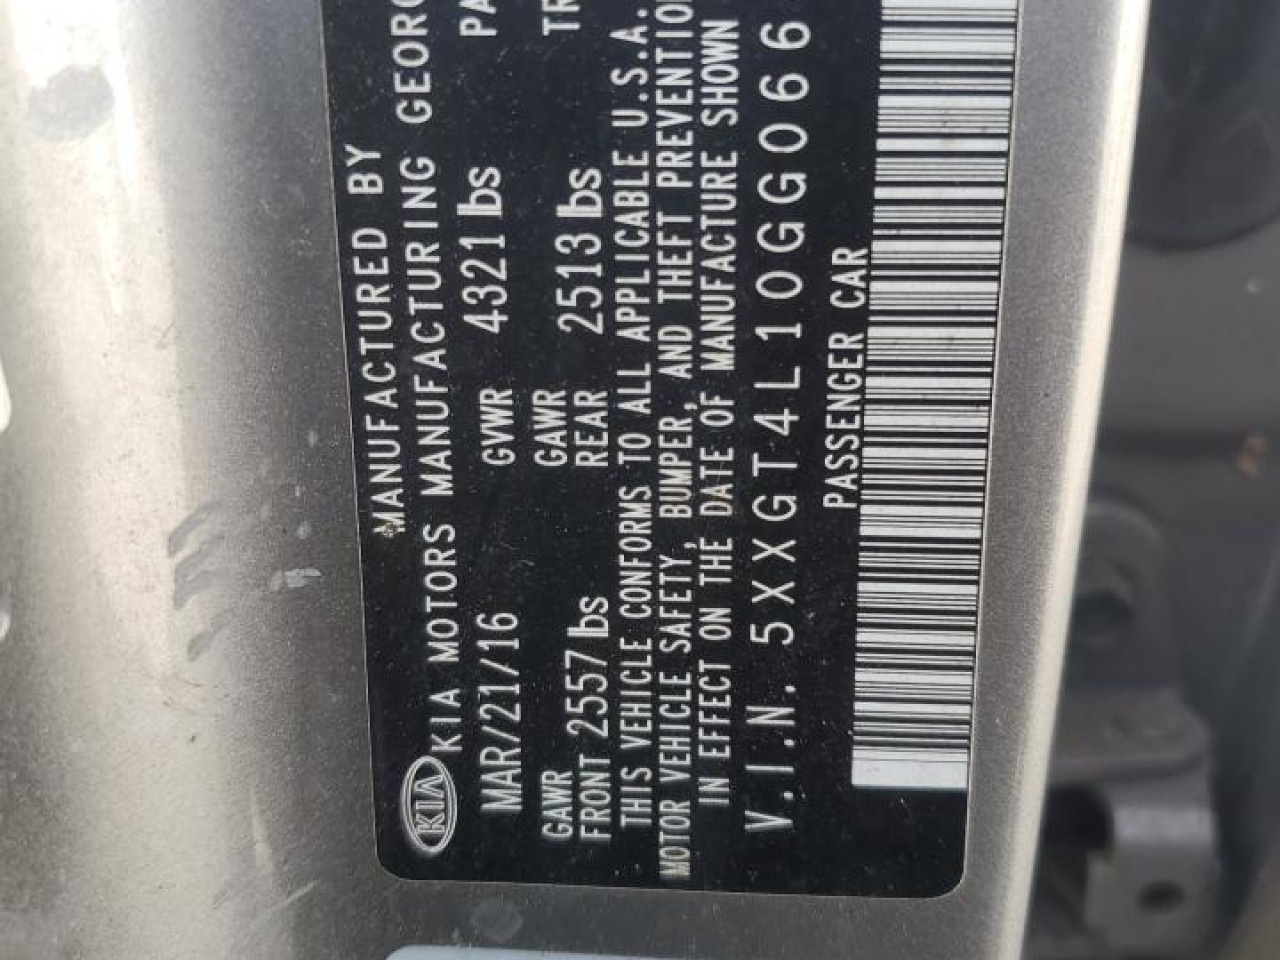 MANUFACTURED BY
KIA KIA MOTORS MANUFACTURING
MAR/21/16 GVWR 4321 lbs
GAWR FRONT 2557 lbs GAWR REAR 2513 lbs
THIS VEHICLE CONFORMS TO ALL APPLICABLE U.S.A.
MOTOR VEHICLE SAFETY, BUMPER, AND THEFT
IN EFFECT ON THE DATE OF MANUFACTURE SHOWN
V.I.N. 5XXGT4L10GG066
PASSENGER CAR